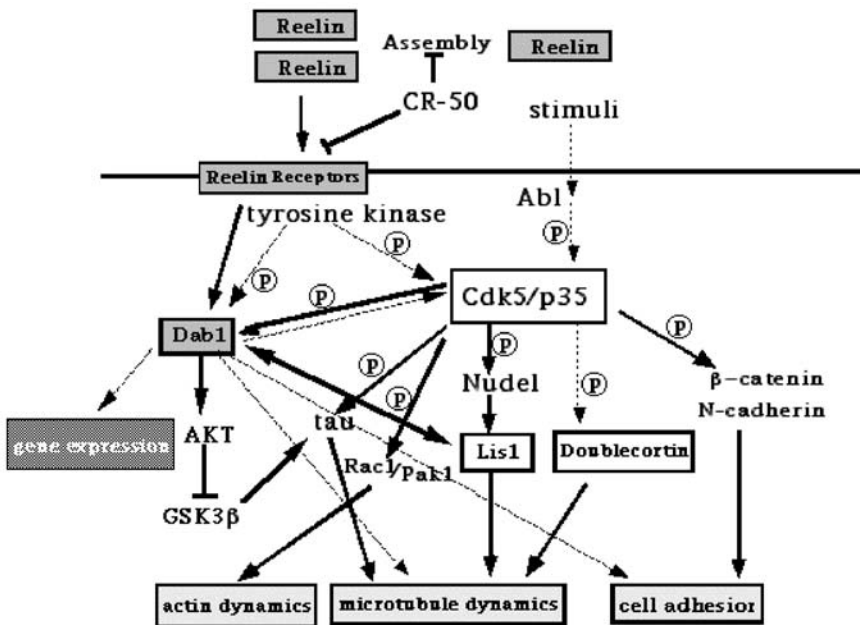 Reelin
Assembly
Reelin
Reelin
CR-50
stimuli
Reelin Receptors
Abl
tyrosine kinase
P
P
P
P
Cdk5/p35
Dab1
P
P
P
Nudel
β-catenin
P
P
tau
N-cadherin
gene expression
AKT
Lis1
Doublecortin
Rac1/Pak1
GSK3β
actin dynamics
microtubule dynamics
cell adhesior